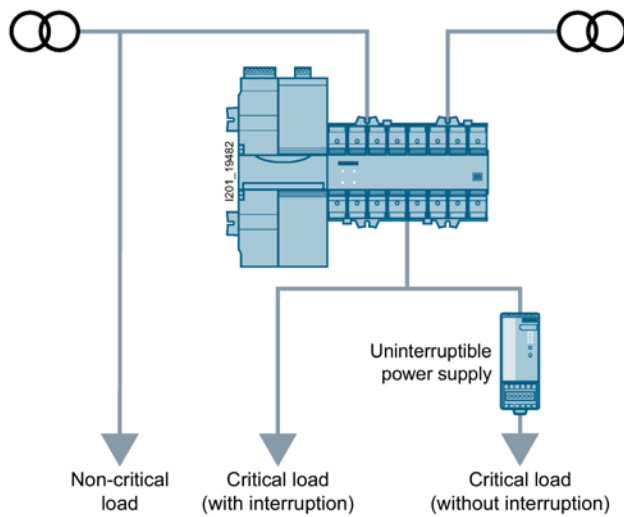 I201_19482
Uninterruptible
power supply
Non-critical
load
Critical load
(with interruption)
Critical load
(without interruption)